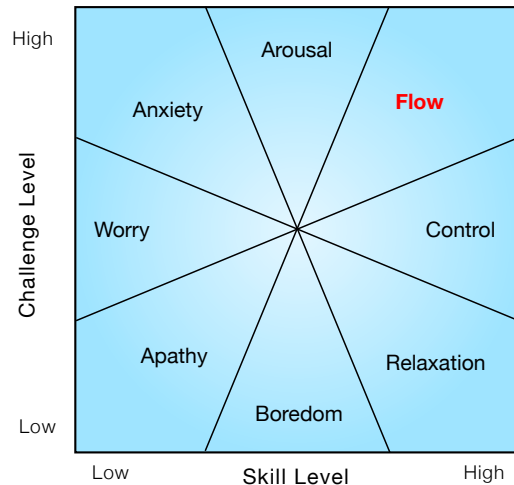 High
Arousal
Flow
Anxiety
Challenge Level
Worry
Control
Apathy
Relaxation
Boredom
Low
Low
Skill Level
High